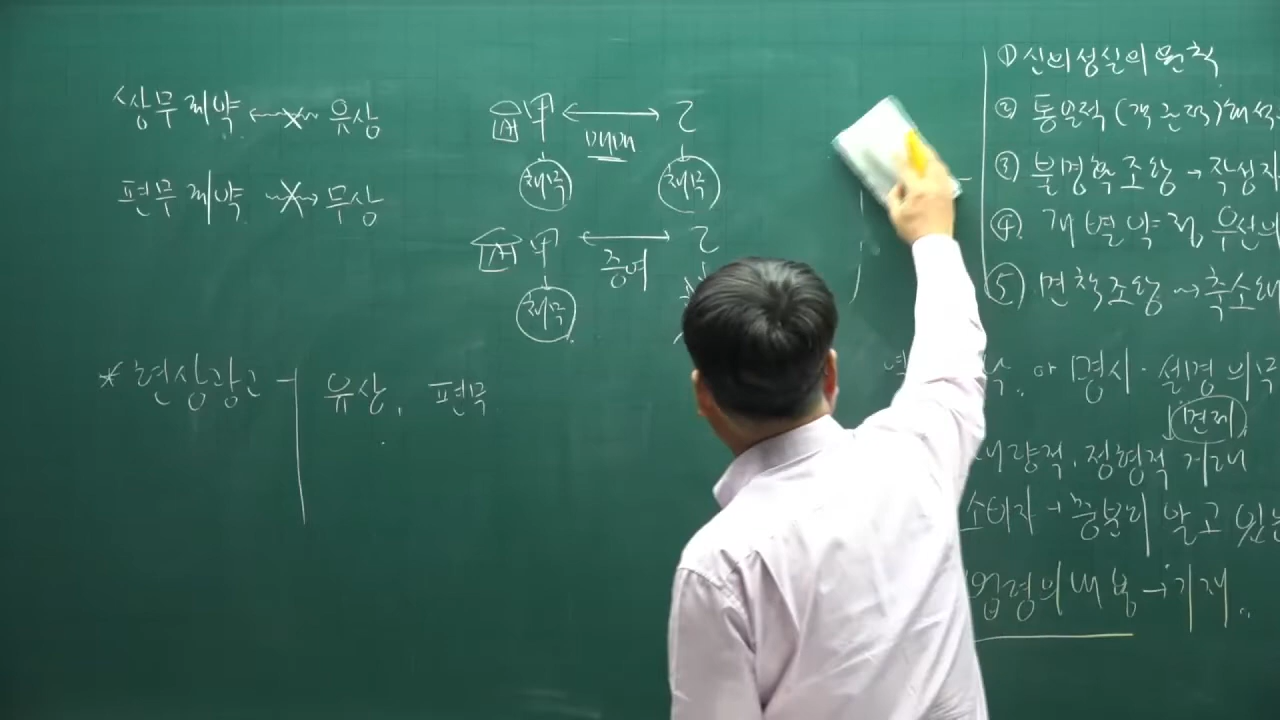 쌍무계약 ← 유상
편무계약 → 무상
甲 ↔ 乙
매매
채무 채무
甲 ↔ 乙
증여
채무
* 현상광고 유상, 편무
① 신의성실의 원칙
② 통일적 (객관적) 해석
③ 불명확조항 → 작성자
④ 개별약정 우선의
⑤ 면책조항 → 축소해
명시·설명의무
면제
대량적, 정형적 거래
소비자 → 충분히 알고 있는
법령의 내용 → 기재